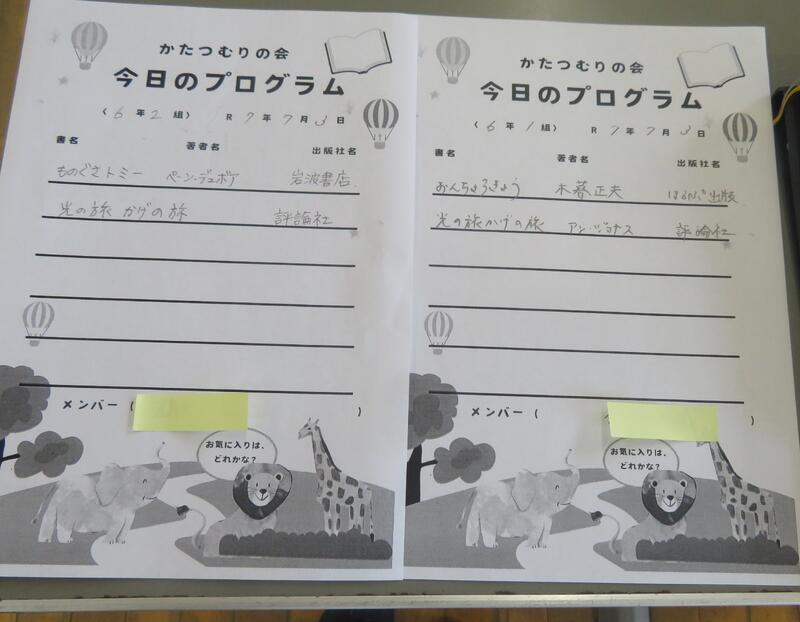 かたつむりの会
今日のプログラム
( 6 年 2 組) R 7 年 7 月 3 日
書名 著者名 出版社名
ものぐさトミー ペーン・デュボア 岩波書店
光の旅 かげの旅 評論社
メンバー ( )
お気に入りは、
どれかな?
かたつむりの会
今日のプログラム
( 6 年 1 組) R 7 年 7 月 3 日
書名 著者名 出版社名
おんちょろきょう 木暮正夫 ほるぷ出版
光の旅かげの旅 アン・ジョナス 評論社
メンバー ( )
お気に入りは、
どれかな?